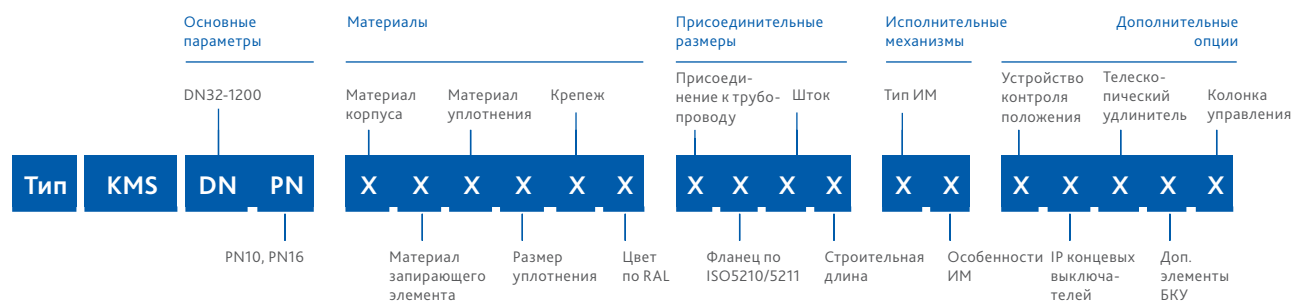 Основные
параметры
Материалы
Присоединительные
размеры
Исполнительные
механизмы
Дополнительные
опции
DN32-1200
Материал
корпуса
Материал
уплотнения
Крепеж
Присоеди-
нение к трубо-
проводу
Шток
Тип ИМ
Устройство
контроля
положения
Телеско-
пический
удлинитель
Колонка
управления
Тип KMS DN PN X X X X X X X X X X X X X X X X X
PN10, PN16
Материал
запирающего
элемента
Размер
уплотнения
Цвет
по RAL
Фланец по
ISO5210/5211
Строительная
длина
Особенности
ИМ
IP концевых
выключа-
телей
Доп.
элементы
БКУ